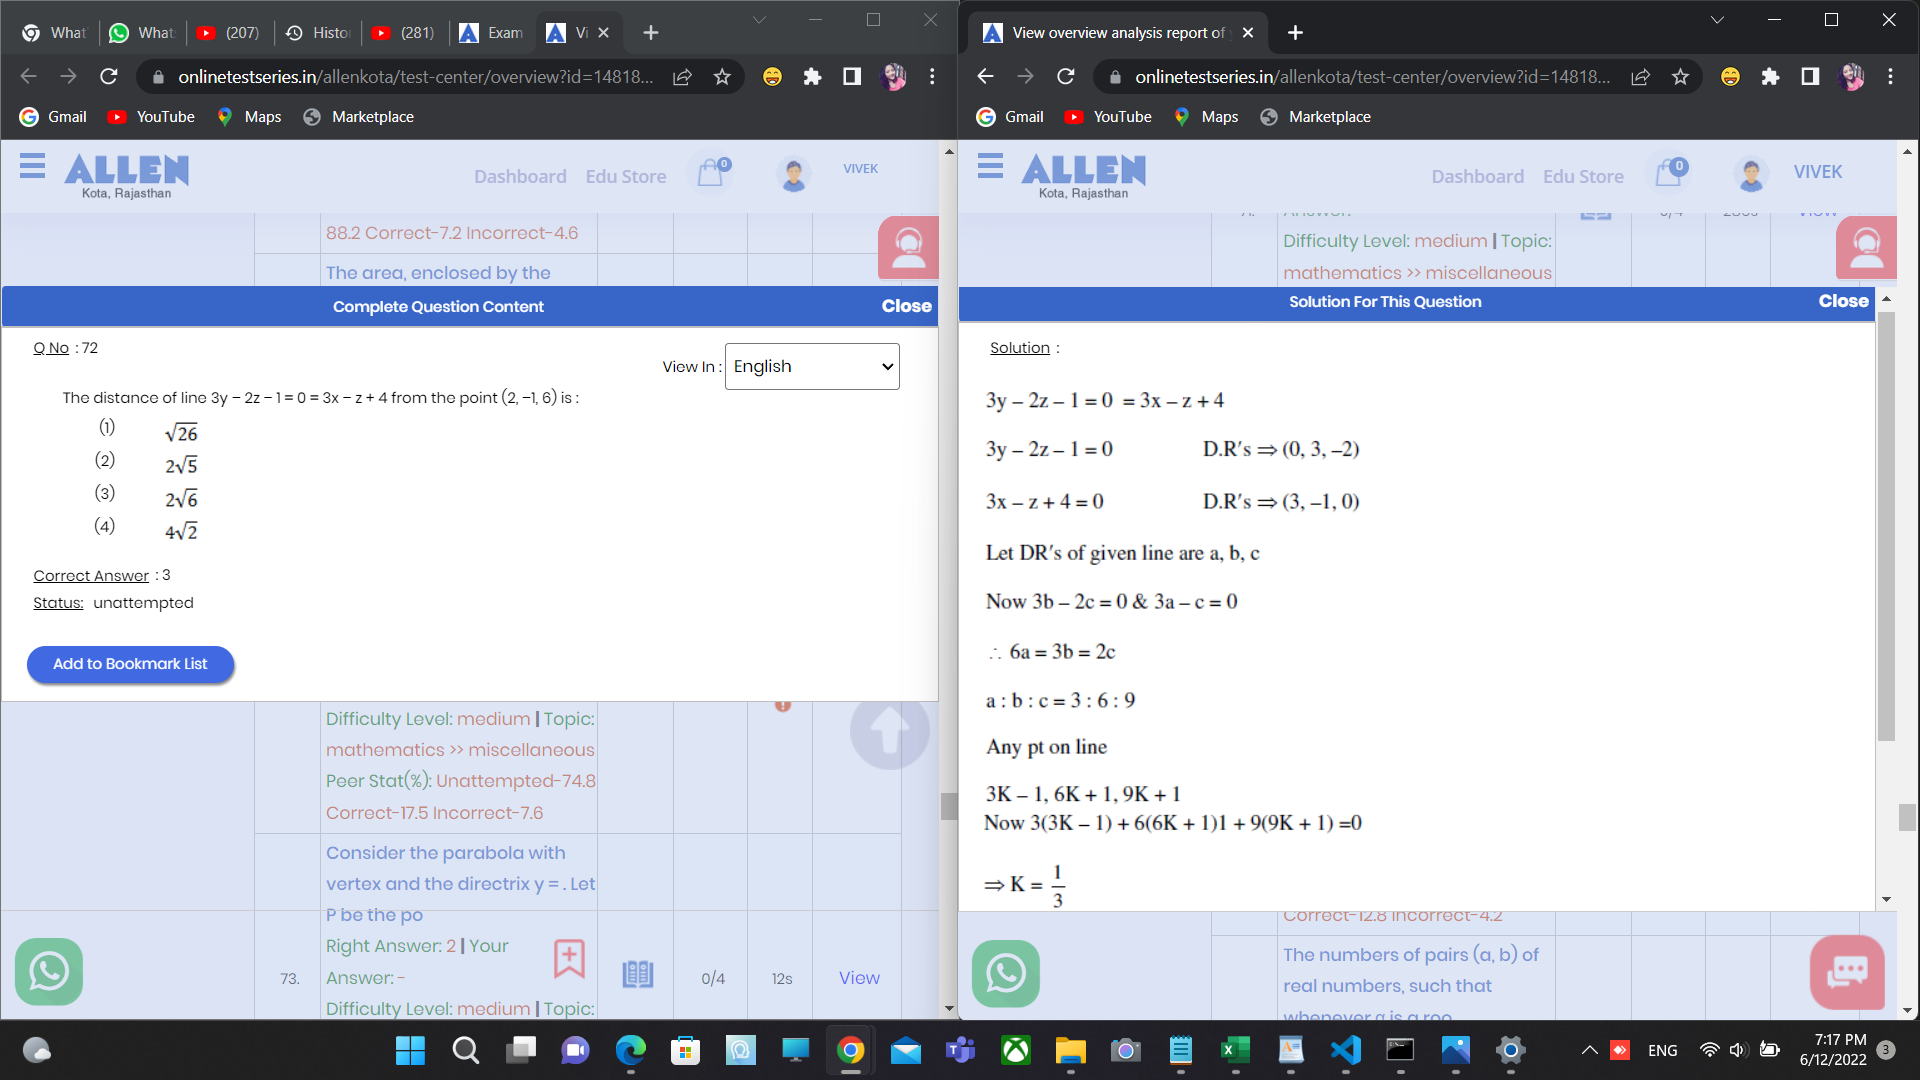 What'
What
(207)
Histo
(281)
Exam
Vi
View overview analysis report of
onlinetestseries.in/allenkota/test-center/overview?id=14818...
onlinetestseries.in/allenkota/test-center/overview?id=14818...
Gmail YouTube Maps Marketplace
Gmail YouTube Maps Marketplace
ALLEN
Kota, Rajasthan
Dashboard Edu Store 0 VIVEK
88.2 Correct-7.2 Incorrect-4.6
The area, enclosed by the
Complete Question Content Close
Q No : 72
View In : English
The distance of line 3y – 2z – 1 = 0 = 3x – z + 4 from the point (2, –1, 6) is :
(1) √26
(2) 2√5
(3) 2√6
(4) 4√2
Correct Answer : 3
Status: unattempted
Add to Bookmark List
Difficulty Level: medium | Topic:
mathematics >> miscellaneous
Peer Stat(%): Unattempted-74.8
Correct-17.5 Incorrect-7.6
Consider the parabola with
vertex and the directrix y = . Let
P be the po
Right Answer: 2 | Your
73. Answer: - 0/4 12s View
Difficulty Level: medium | Topic:
ALLEN
Kota, Rajasthan
Dashboard Edu Store 0 VIVEK
Answer:
View
Difficulty Level: medium | Topic:
mathematics >> miscellaneous
Solution For This Question Close
Solution :
3y – 2z – 1 = 0 = 3x – z + 4
3y – 2z – 1 = 0 D.R's ⇒ (0, 3, –2)
3x – z + 4 = 0 D.R's ⇒ (3, –1, 0)
Let DR's of given line are a, b, c
Now 3b – 2c = 0 & 3a – c = 0
∴ 6a = 3b = 2c
a : b : c = 3 : 6 : 9
Any pt on line
3K – 1, 6K + 1, 9K + 1
Now 3(3K – 1) + 6(6K + 1)1 + 9(9K + 1) =0
⇒ K = 1/3
Correct-12.8 Incorrect-4.2
The numbers of pairs (a, b) of
real numbers, such that
whenever α is a roo
ENG
7:17 PM
6/12/2022
3